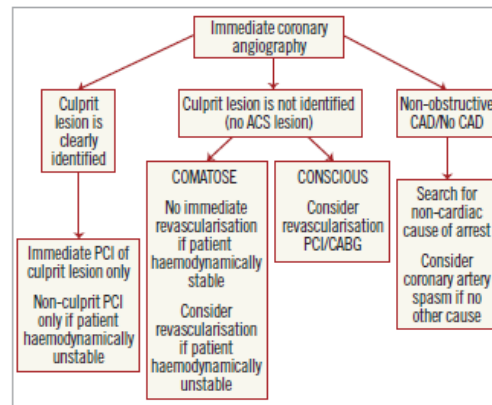 Immediate coronary
angiography
Culprit
lesion is
clearly
identified
Culprit lesion is not identified
(no ACS lesion)
Non-obstructive
CAD/No CAD
Immediate PCI of
culprit lesion only
Non-culprit PCI
only if patient
haemodynamically
unstable
COMATOSE
No immediate
revascularisation
if patient
haemodynamically
stable
Consider
revascularisation
if patient
haemodynamically
unstable
CONSCIOUS
Consider
revascularisation
PCI/CABG
Search for
non-cardiac
cause of arrest
Consider
coronary artery
spasm if no
other cause